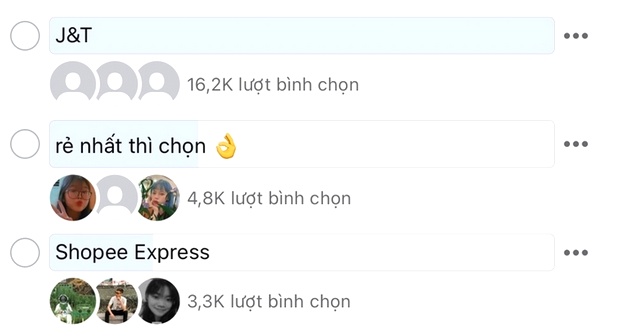 J&T
16,2K lượt bình chọn
rẻ nhất thì chọn 👌
4,8K lượt bình chọn
Shopee Express
3,3K lượt bình chọn